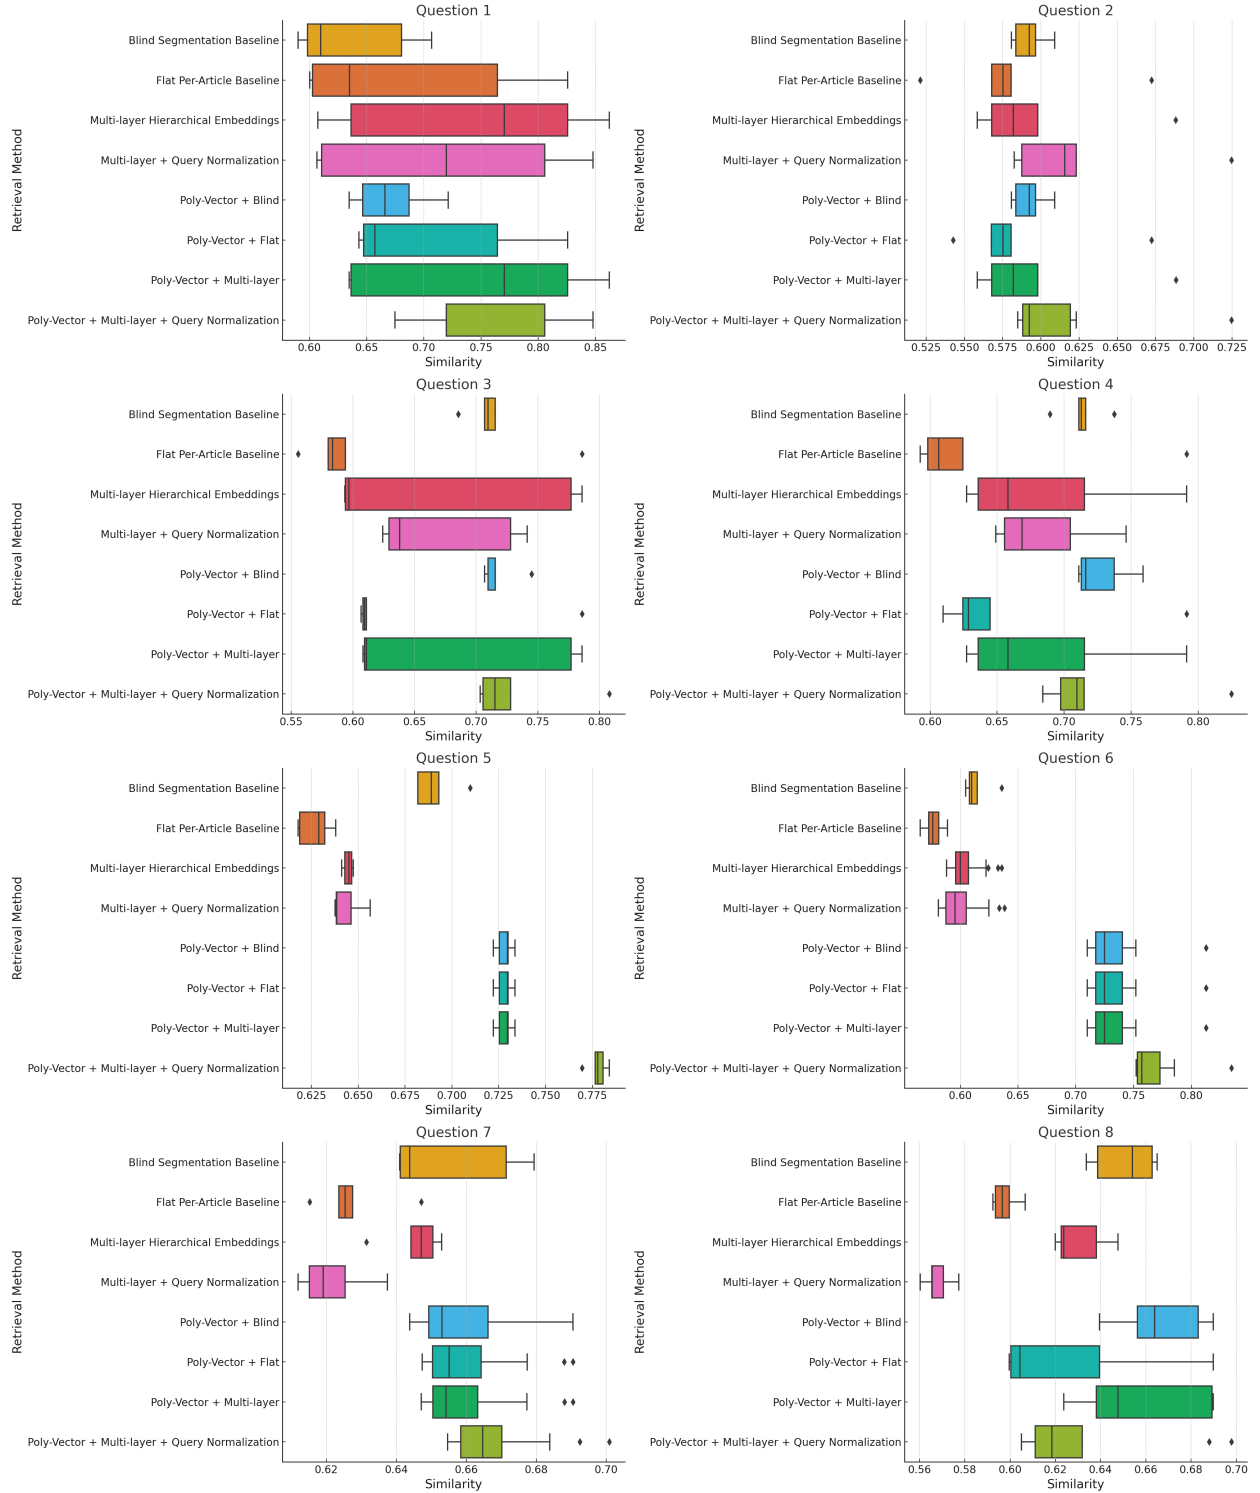 Question 1
Retrieval Method
Blind Segmentation Baseline
Flat Per-Article Baseline
Multi-layer Hierarchical Embeddings
Multi-layer + Query Normalization
Poly-Vector + Blind
Poly-Vector + Flat
Poly-Vector + Multi-layer
Poly-Vector + Multi-layer + Query Normalization
0.60 0.65 0.70 0.75 0.80 0.85
Similarity
Question 2
Retrieval Method
Blind Segmentation Baseline
Flat Per-Article Baseline
Multi-layer Hierarchical Embeddings
Multi-layer + Query Normalization
Poly-Vector + Blind
Poly-Vector + Flat
Poly-Vector + Multi-layer
Poly-Vector + Multi-layer + Query Normalization
0.525 0.550 0.575 0.600 0.625 0.650 0.675 0.700 0.725
Similarity
Question 3
Retrieval Method
Blind Segmentation Baseline
Flat Per-Article Baseline
Multi-layer Hierarchical Embeddings
Multi-layer + Query Normalization
Poly-Vector + Blind
Poly-Vector + Flat
Poly-Vector + Multi-layer
Poly-Vector + Multi-layer + Query Normalization
0.55 0.60 0.65 0.70 0.75 0.80
Similarity
Question 4
Retrieval Method
Blind Segmentation Baseline
Flat Per-Article Baseline
Multi-layer Hierarchical Embeddings
Multi-layer + Query Normalization
Poly-Vector + Blind
Poly-Vector + Flat
Poly-Vector + Multi-layer
Poly-Vector + Multi-layer + Query Normalization
0.60 0.65 0.70 0.75 0.80
Similarity
Question 5
Retrieval Method
Blind Segmentation Baseline
Flat Per-Article Baseline
Multi-layer Hierarchical Embeddings
Multi-layer + Query Normalization
Poly-Vector + Blind
Poly-Vector + Flat
Poly-Vector + Multi-layer
Poly-Vector + Multi-layer + Query Normalization
0.625 0.650 0.675 0.700 0.725 0.750 0.775
Similarity
Question 6
Retrieval Method
Blind Segmentation Baseline
Flat Per-Article Baseline
Multi-layer Hierarchical Embeddings
Multi-layer + Query Normalization
Poly-Vector + Blind
Poly-Vector + Flat
Poly-Vector + Multi-layer
Poly-Vector + Multi-layer + Query Normalization
0.60 0.65 0.70 0.75 0.80
Similarity
Question 7
Retrieval Method
Blind Segmentation Baseline
Flat Per-Article Baseline
Multi-layer Hierarchical Embeddings
Multi-layer + Query Normalization
Poly-Vector + Blind
Poly-Vector + Flat
Poly-Vector + Multi-layer
Poly-Vector + Multi-layer + Query Normalization
0.62 0.64 0.66 0.68 0.70
Similarity
Question 8
Retrieval Method
Blind Segmentation Baseline
Flat Per-Article Baseline
Multi-layer Hierarchical Embeddings
Multi-layer + Query Normalization
Poly-Vector + Blind
Poly-Vector + Flat
Poly-Vector + Multi-layer
Poly-Vector + Multi-layer + Query Normalization
0.56 0.58 0.60 0.62 0.64 0.66 0.68 0.70
Similarity